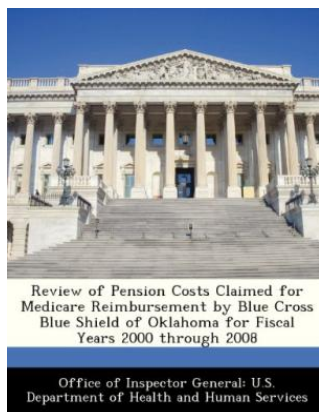 Review of Pension Costs Claimed for
Medicare Reimbursement by Blue Cross
Blue Shield of Oklahoma for Fiscal
Years 2000 through 2008
Office of Inspector General: U.S.
Department of Health and Human Services